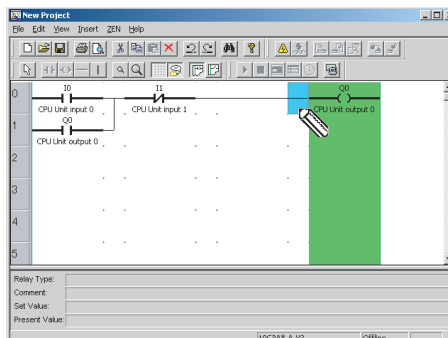 New Project
File Edit View Insert ZEN Help
0 I0 I1 Q0
CPU Unit input 0 CPU Unit input 1 CPU Unit output 0
1 Q0
CPU Unit output 0
2
3
4
5
Relay Type:
Comment:
Set Value:
Present Value:
Offline